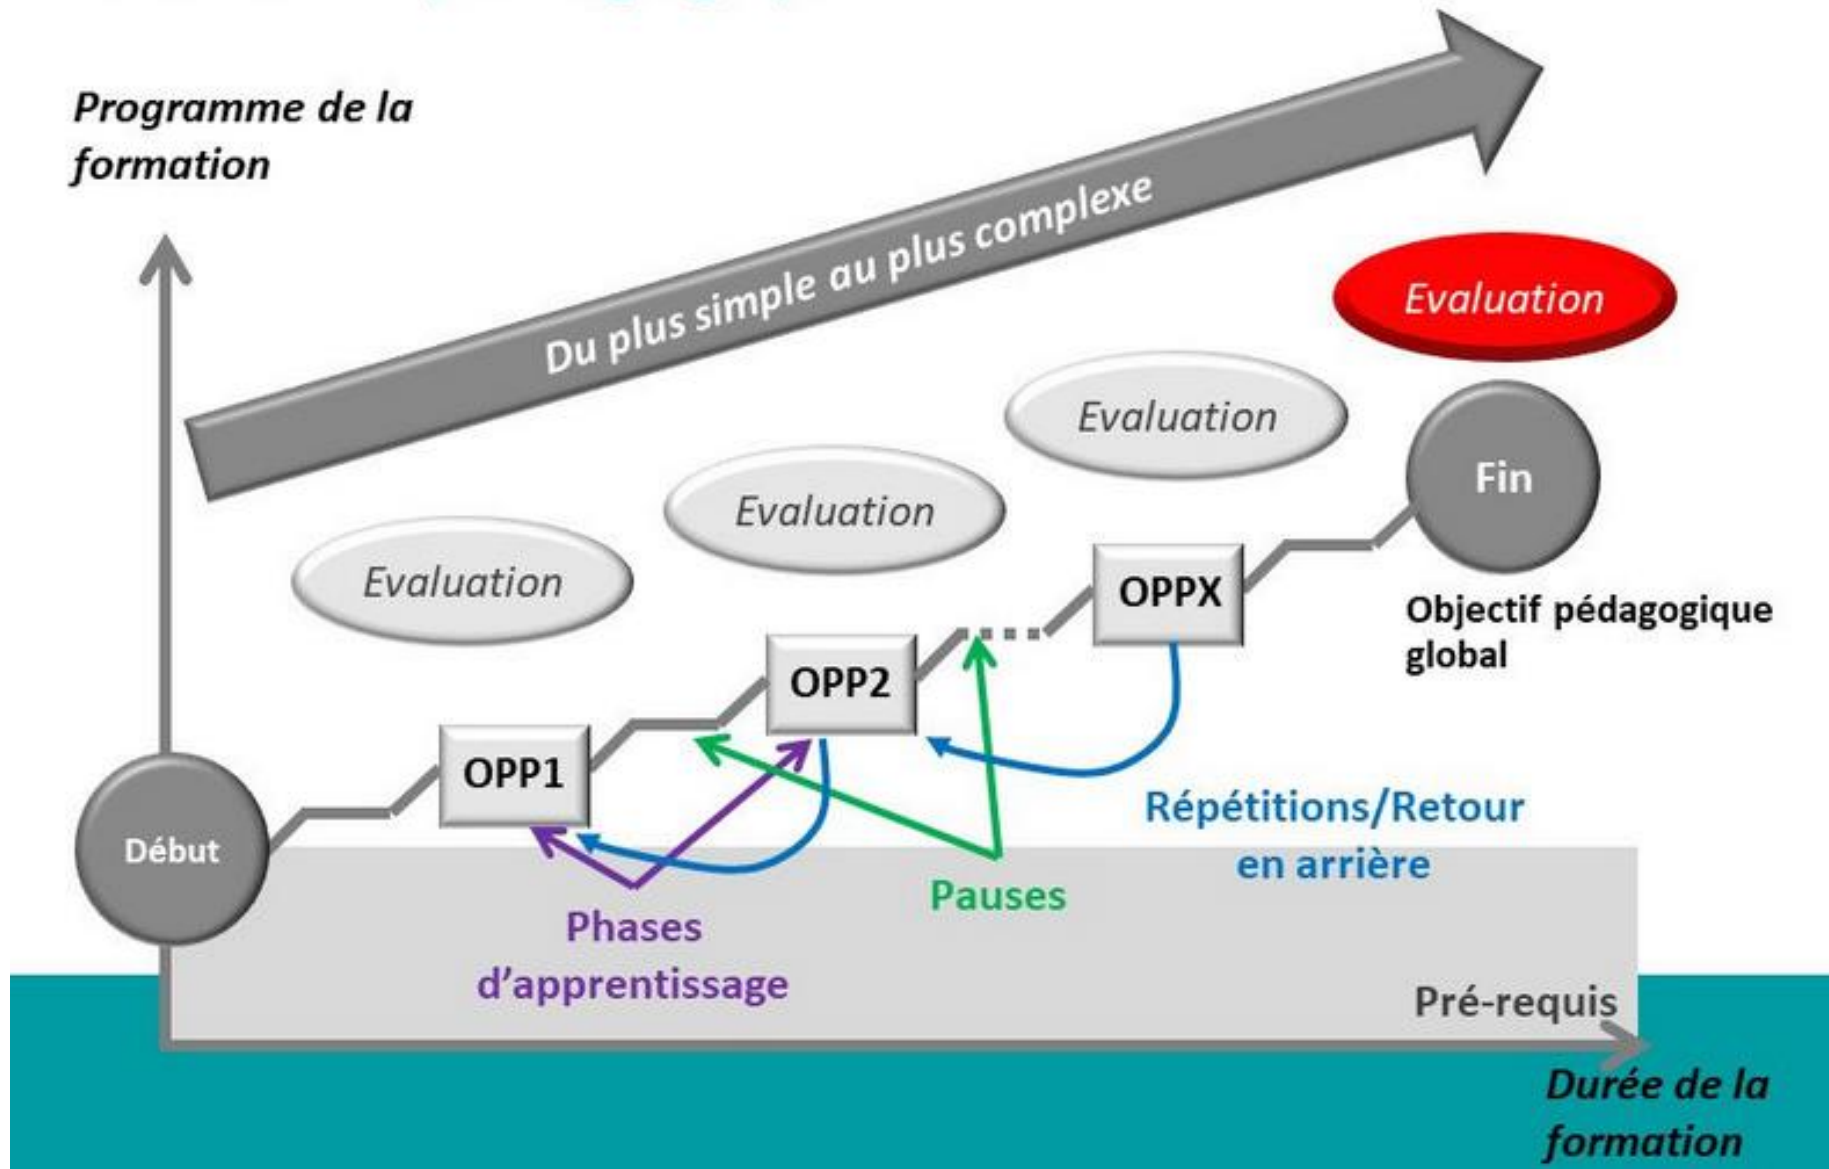 Programme de la
formation
Du plus simple au plus complexe
Evaluation
Evaluation
Evaluation
Evaluation
Fin
OPPX
Objectif pédagogique
global
OPP2
OPP1
Début
Répétitions/Retour
en arrière
Pauses
Phases
d'apprentissage
Pré-requis
Durée de la
formation